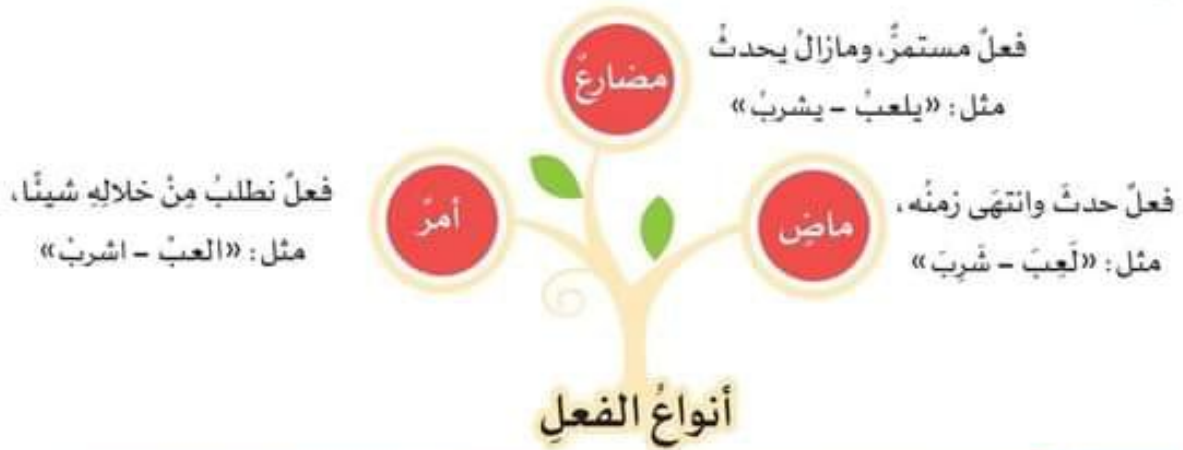 مضارعٌ
فعلٌ مستمرٌّ، ومازالُ يحدثُ
مثل: «يلعبُ – يشربُ»
ماضٍ
فعلٌ حدثَ وانتهَى زمنُه،
مثل: «لَعِبَ – شَرِبَ»
أمرٌ
فعلٌ نطلبُ مِنْ خلالِهِ شيئًا،
مثل: «العبْ – اشربْ»
أنواعُ الفعلِ